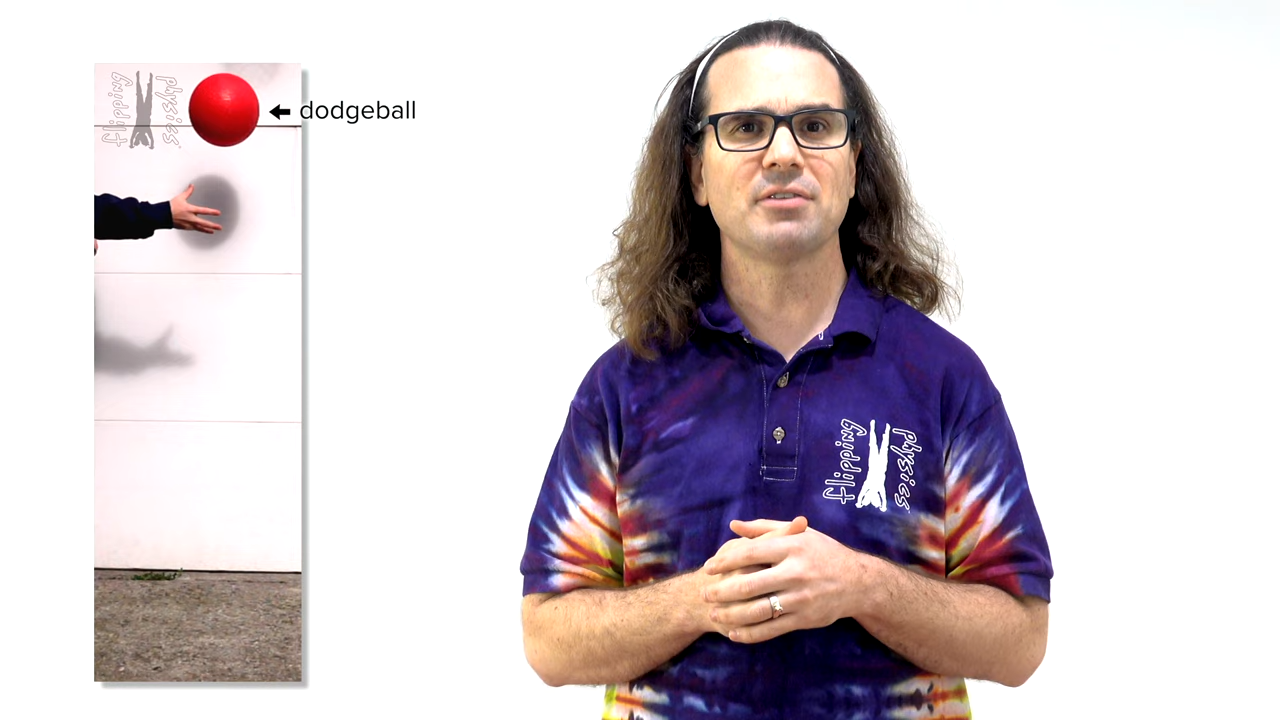 flipping
physics
dodgeball
flipping
physics